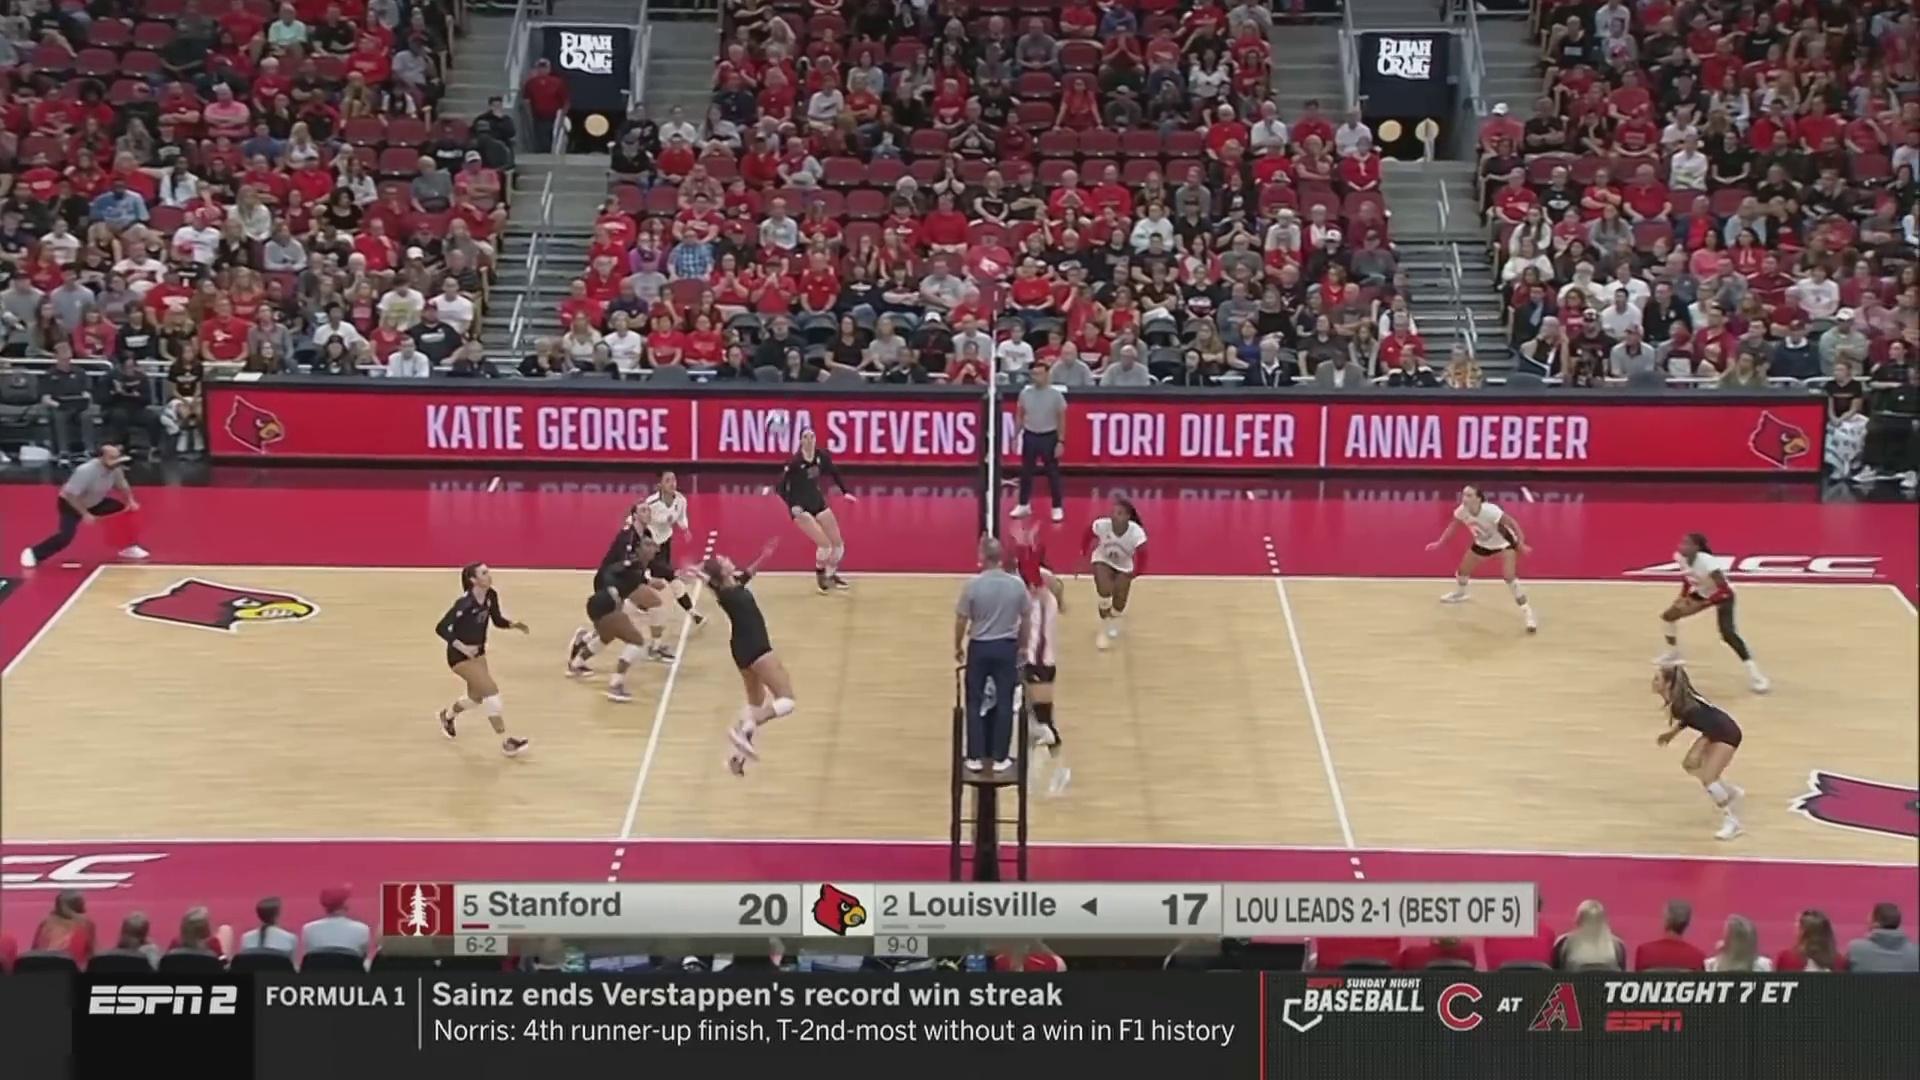 ELIJAH CRAIG
ELIJAH CRAIG
KATIE GEORGE | ANNA STEVENS | TORI DILFER | ANNA DEBEER
ACC
5 Stanford 20 2 Louisville ◄ 17 LOU LEADS 2-1 (BEST OF 5)
6-2 9-0
ESPN2 FORMULA 1 Sainz ends Verstappen's record win streak
Norris: 4th runner-up finish, T-2nd-most without a win in F1 history
ESPN SUNDAY NIGHT BASEBALL C AT A TONIGHT 7 ET
ESPN